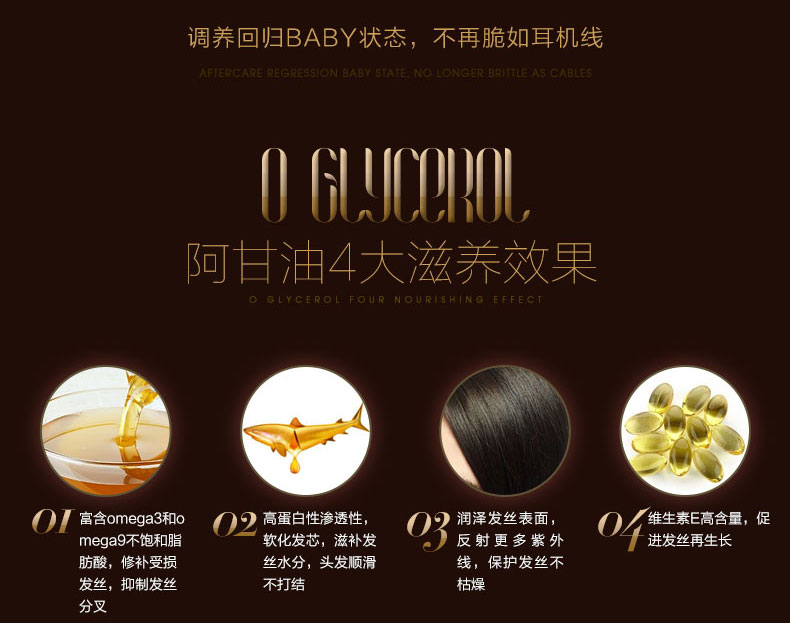 调养回归BABY状态，不再脆如耳机线
AFTERCARE REGRESSION BABY STATE, NO LONGER BRITTLE AS CABLES
O GLYCEROL
阿甘油4大滋养效果
O GLYCEROL FOUR NOURISHING EFFECT
01
富含omega3和o
mega9不饱和脂
肪酸，修补受损
发丝，抑制发丝
分叉
02
高蛋白性渗透性，
软化发芯，滋补发
丝水分，头发顺滑
不打结
03
润泽发丝表面，
反射更多紫外
线，保护发丝不
枯燥
04
维生素E高含量，促
进发丝再生长